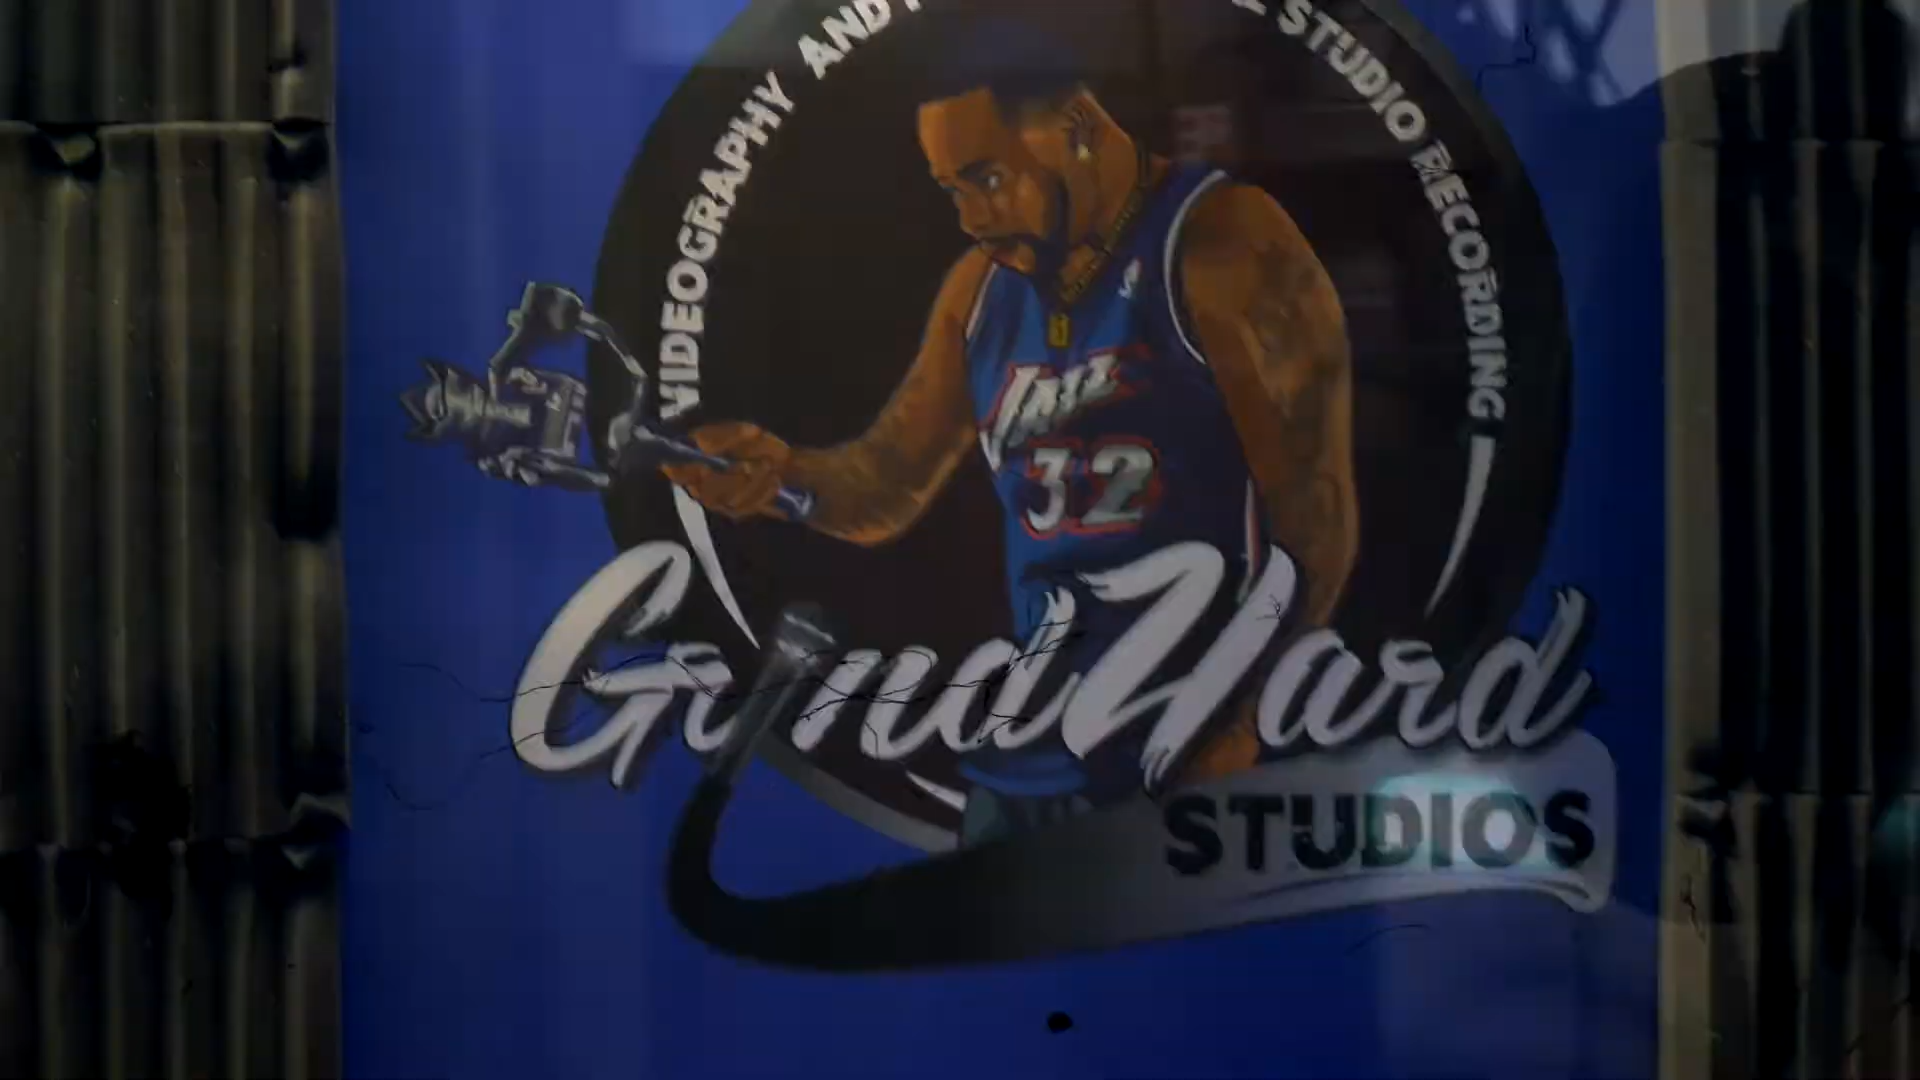 VIDEOGRAPHY AND
STUDIO RECORDING
Jazz
32
GrindYard
STUDIOS